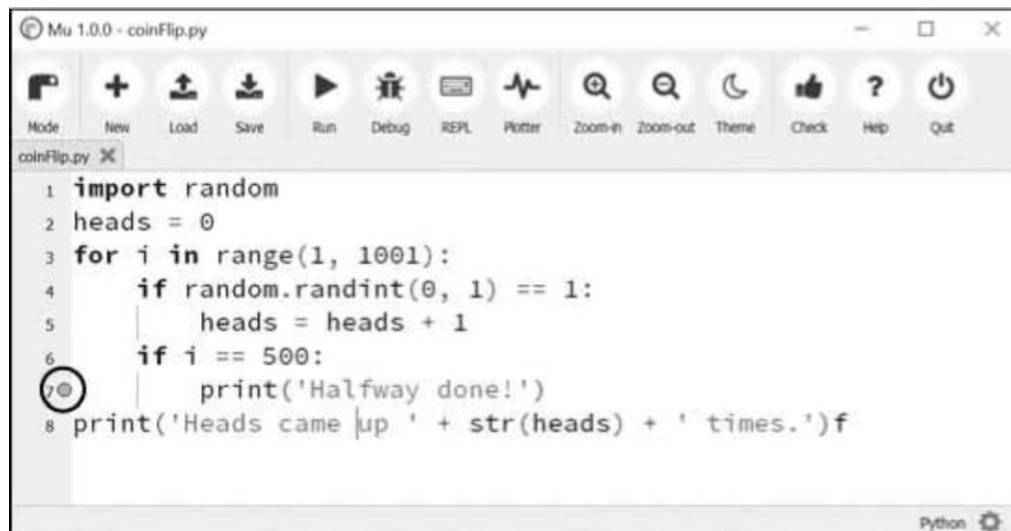 Mu 1.0.0 - coinFlip.py
Mode New Load Save Run Debug REPL Plotter Zoom-in Zoom-out Theme Check Help Quit
coinFlip.py
1 import random
2 heads = 0
3 for i in range(1, 1001):
4     if random.randint(0, 1) == 1:
5         heads = heads + 1
6     if i == 500:
7         print('Halfway done!')
8 print('Heads came up ' + str(heads) + ' times.')f
Python